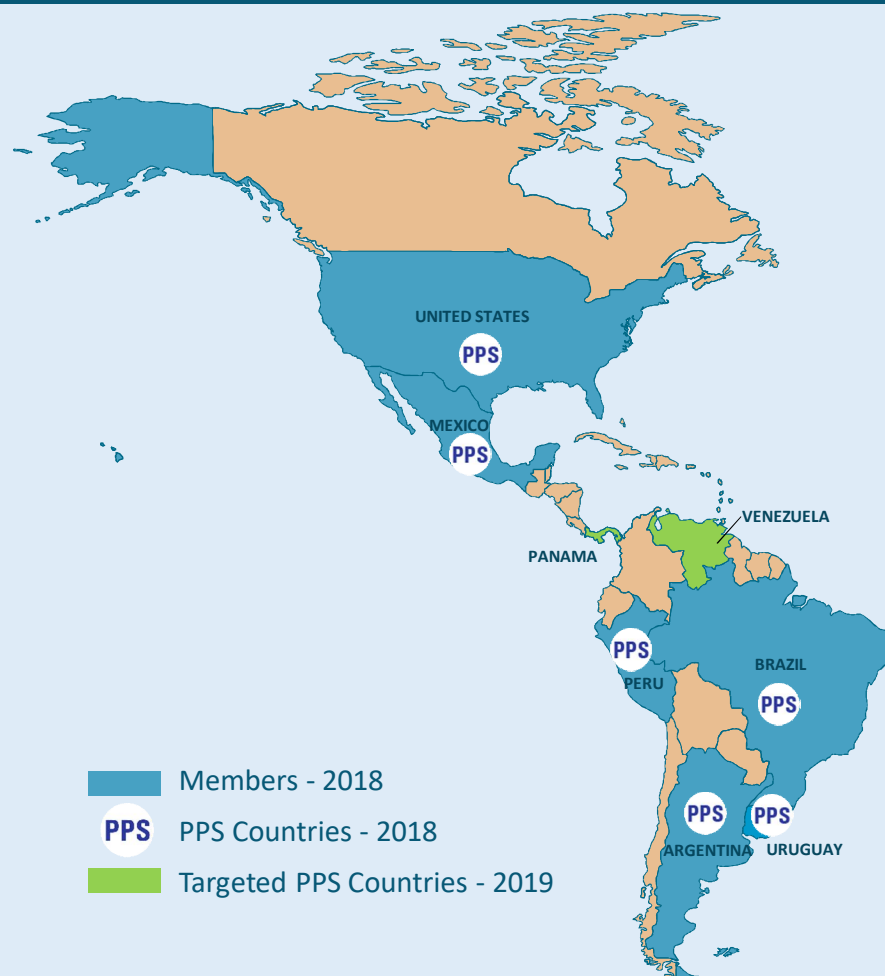 UNITED STATES
PPS
MEXICO
PPS
VENEZUELA
PANAMA
PPS
PERU
BRAZIL
PPS
PPS
PPS
ARGENTINA
URUGUAY
Members - 2018
PPS PPS Countries - 2018
Targeted PPS Countries - 2019